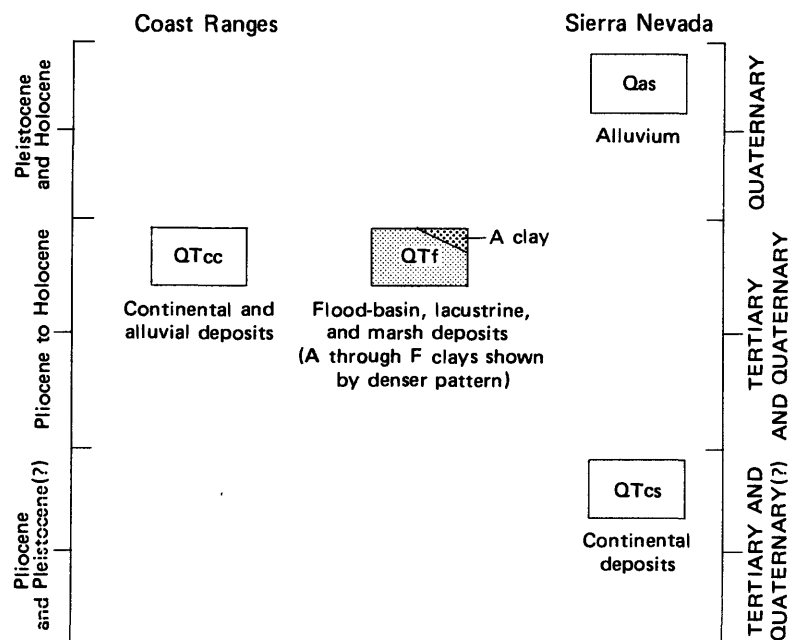 Coast Ranges
Sierra Nevada
Pleistocene
and Holocene
Qas
Alluvium
QUATERNARY
Pliocene to Holocene
QTcc
Continental and
alluvial deposits
QTf
A clay
Flood-basin, lacustrine,
and marsh deposits
(A through F clays shown
by denser pattern)
TERTIARY
AND QUATERNARY
Pliocene
and Pleistocene(?)
QTcs
Continental
deposits
TERTIARY AND
QUATERNARY(?)